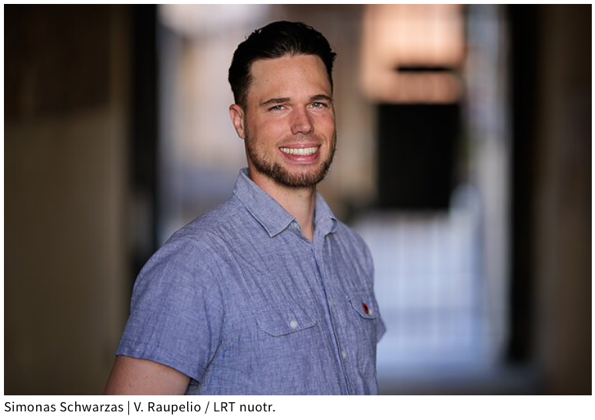 Simonas Schwarzas | V. Raupelio / LRT nuotr.